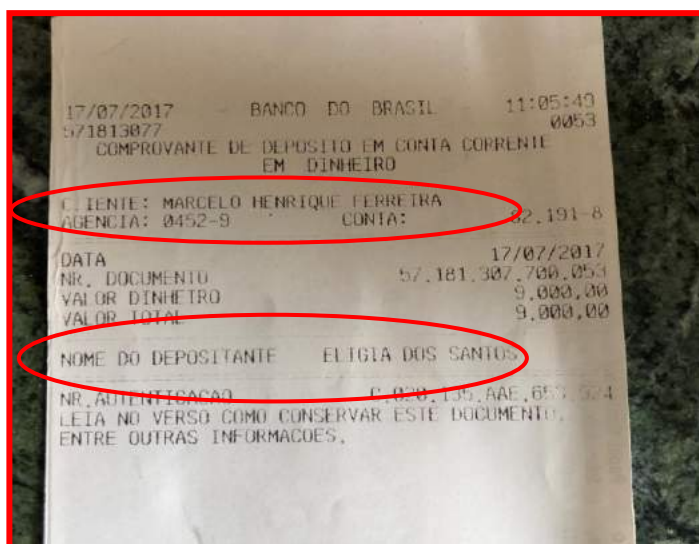 17/07/2017 - BANCO DO BRASIL - 11:05:49
571813077 0053
COMPROVANTE DE DEPOSITO EM CONTA CORRENTE
EM DINHEIRO
CLIENTE: MARCELO HENRIQUE FERREIRA
AGENCIA: 0452-9 CONTA: 82.191-8
DATA 17/07/2017
NR. DOCUMENTO 57.181.307.700.053
VALOR DINHEIRO 9.000,00
VALOR TOTAL 9.000,00
NOME DO DEPOSITANTE ELIGIA DOS SANTOS
NR.AUTENTICACAO
LEIA NO VERSO COMO CONSERVAR ESTE DOCUMENTO,
ENTRE OUTRAS INFORMACOES.